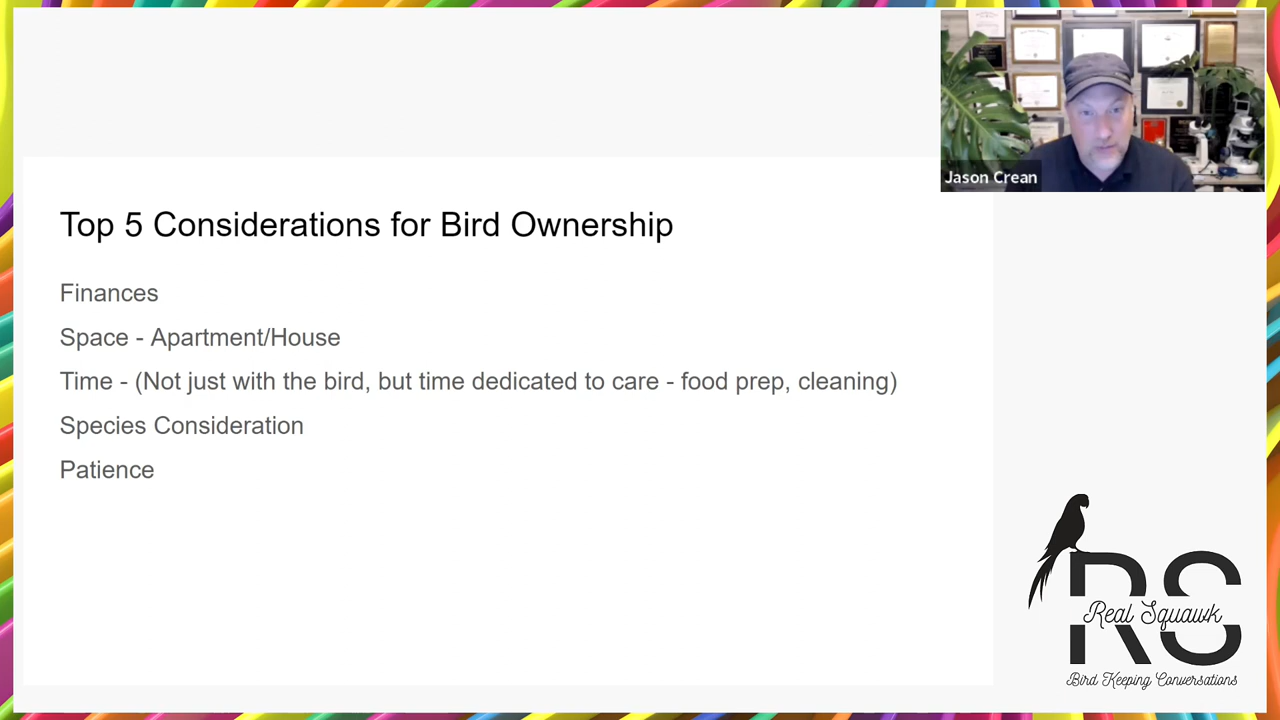 Jason Crean
Top 5 Considerations for Bird Ownership
Finances
Space - Apartment/House
Time - (Not just with the bird, but time dedicated to care - food prep, cleaning)
Species Consideration
Patience
RS
Real Squawk
Bird Keeping Conversations